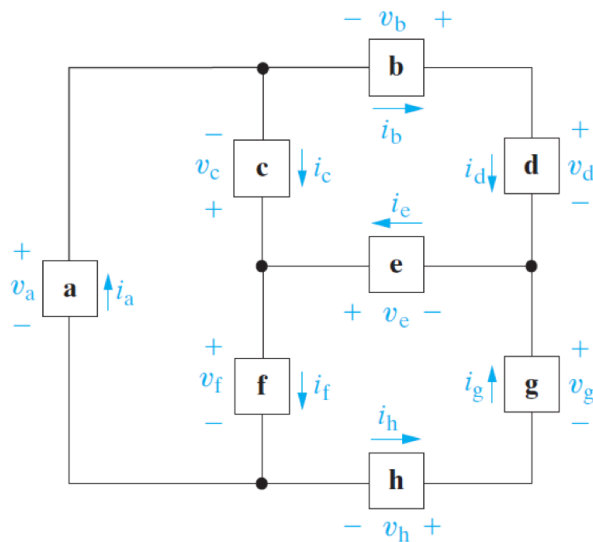 − v_b +
b
i_b
−
v_c
+
c
i_c
i_d
d
+
v_d
−
i_e
e
+ v_e −
+
v_a
−
a
i_a
+
v_f
−
f
i_f
i_g
g
+
v_g
−
i_h
h
− v_h +